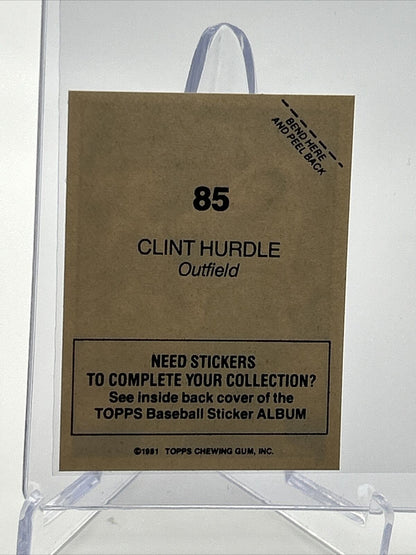 BEND HERE
AND PEEL BACK
85
CLINT HURDLE
Outfield
NEED STICKERS
TO COMPLETE YOUR COLLECTION?
See inside back cover of the
TOPPS Baseball Sticker ALBUM
©1981 TOPPS CHEWING GUM, INC.